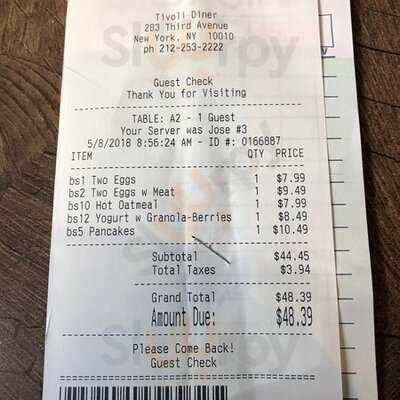 Tivoli Diner
283 Third Avenue
New York, NY 10010
ph 212-253-2222
Guest Check
Thank You for Visiting
TABLE: A2 - 1 Guest
Your Server was Jose #3
5/8/2018 8:56:24 AM - ID #: 0166887
ITEM QTY PRICE
bs1 Two Eggs 1 $7.99
bs2 Two Eggs w Meat 1 $9.49
bs10 Hot Oatmeal 1 $7.99
bs12 Yogurt w Granola-Berries 1 $8.49
bs5 Pancakes 1 $10.49
Subtotal $44.45
Total Taxes $3.94
Grand Total $48.39
Amount Due: $48.39
Please Come Back!
Guest Check